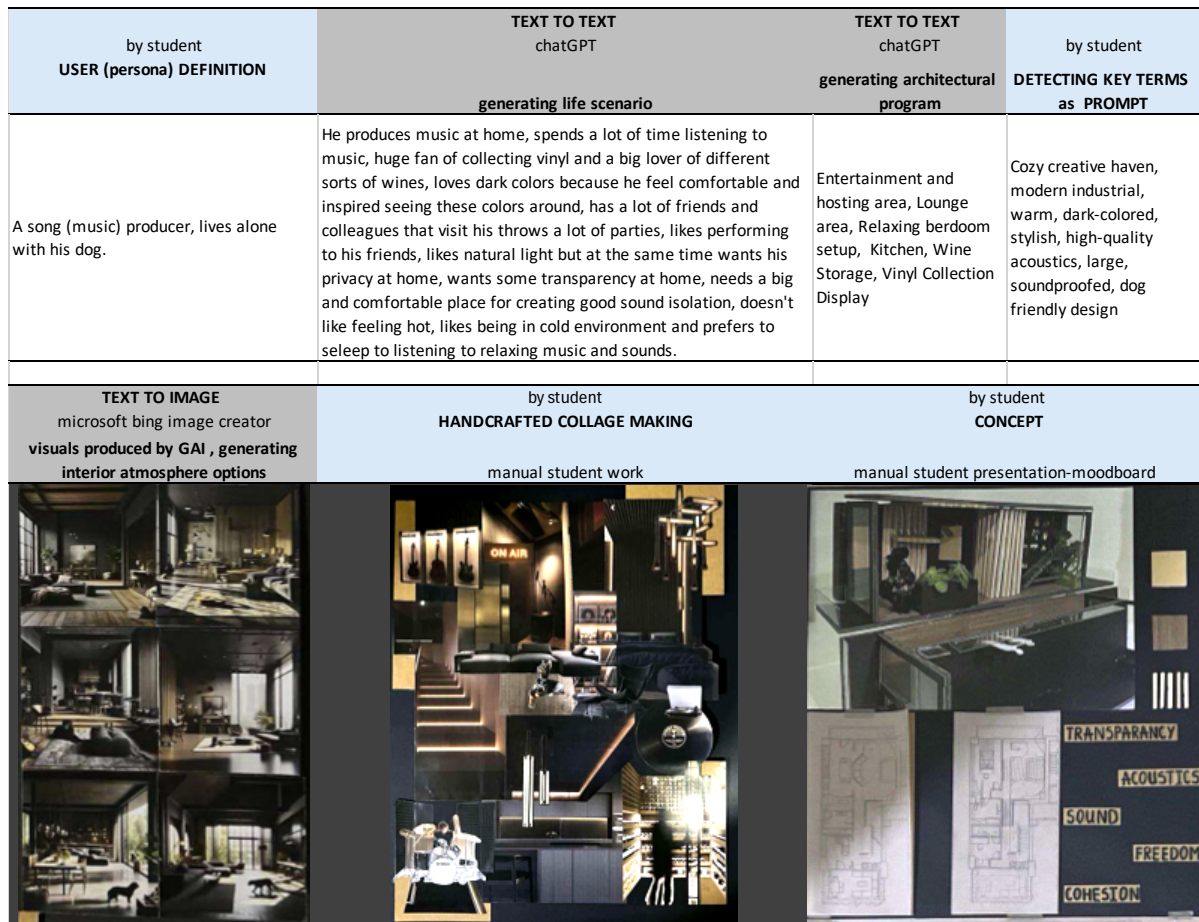 by student
USER (persona) DEFINITION
TEXT TO TEXT
chatGPT
generating life scenario
TEXT TO TEXT
chatGPT
generating architectural
program
by student
DETECTING KEY TERMS
as PROMPT
A song (music) producer, lives alone
with his dog.
He produces music at home, spends a lot of time listening to
music, huge fan of collecting vinyl and a big lover of different
sorts of wines, loves dark colors because he feel comfortable and
inspired seeing these colors around, has a lot of friends and
colleagues that visit his throws a lot of parties, likes performing
to his friends, likes natural light but at the same time wants his
privacy at home, wants some transparency at home, needs a big
and comfortable place for creating good sound isolation, doesn't
like feeling hot, likes being in cold environment and prefers to
seleep to listening to relaxing music and sounds.
Entertainment and
hosting area, Lounge
area, Relaxing berdoom
setup, Kitchen, Wine
Storage, Vinyl Collection
Display
Cozy creative haven,
modern industrial,
warm, dark-colored,
stylish, high-quality
acoustics, large,
soundproofed, dog
friendly design
TEXT TO IMAGE
microsoft bing image creator
visuals produced by GAI , generating
interior atmosphere options
by student
HANDCRAFTED COLLAGE MAKING
manual student work
by student
CONCEPT
manual student presentation-moodboard
ON AIR
TRANSPARANCY
ACOUSTICS
SOUND
FREEDOM
COHESION